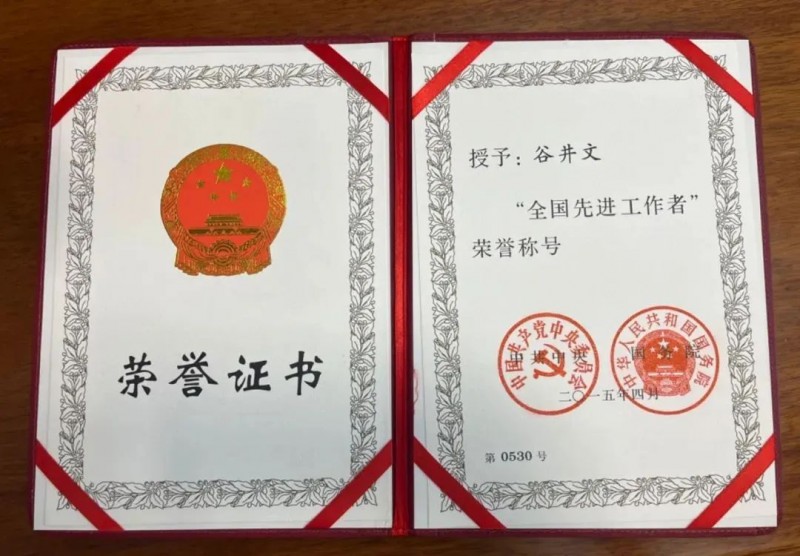 荣誉证书
授予：谷井文
“全国先进工作者”
荣誉称号
中国共产党中央委员会
中华人民共和国国务院
中共中央 国务院
二〇一五年四月
第 0530 号